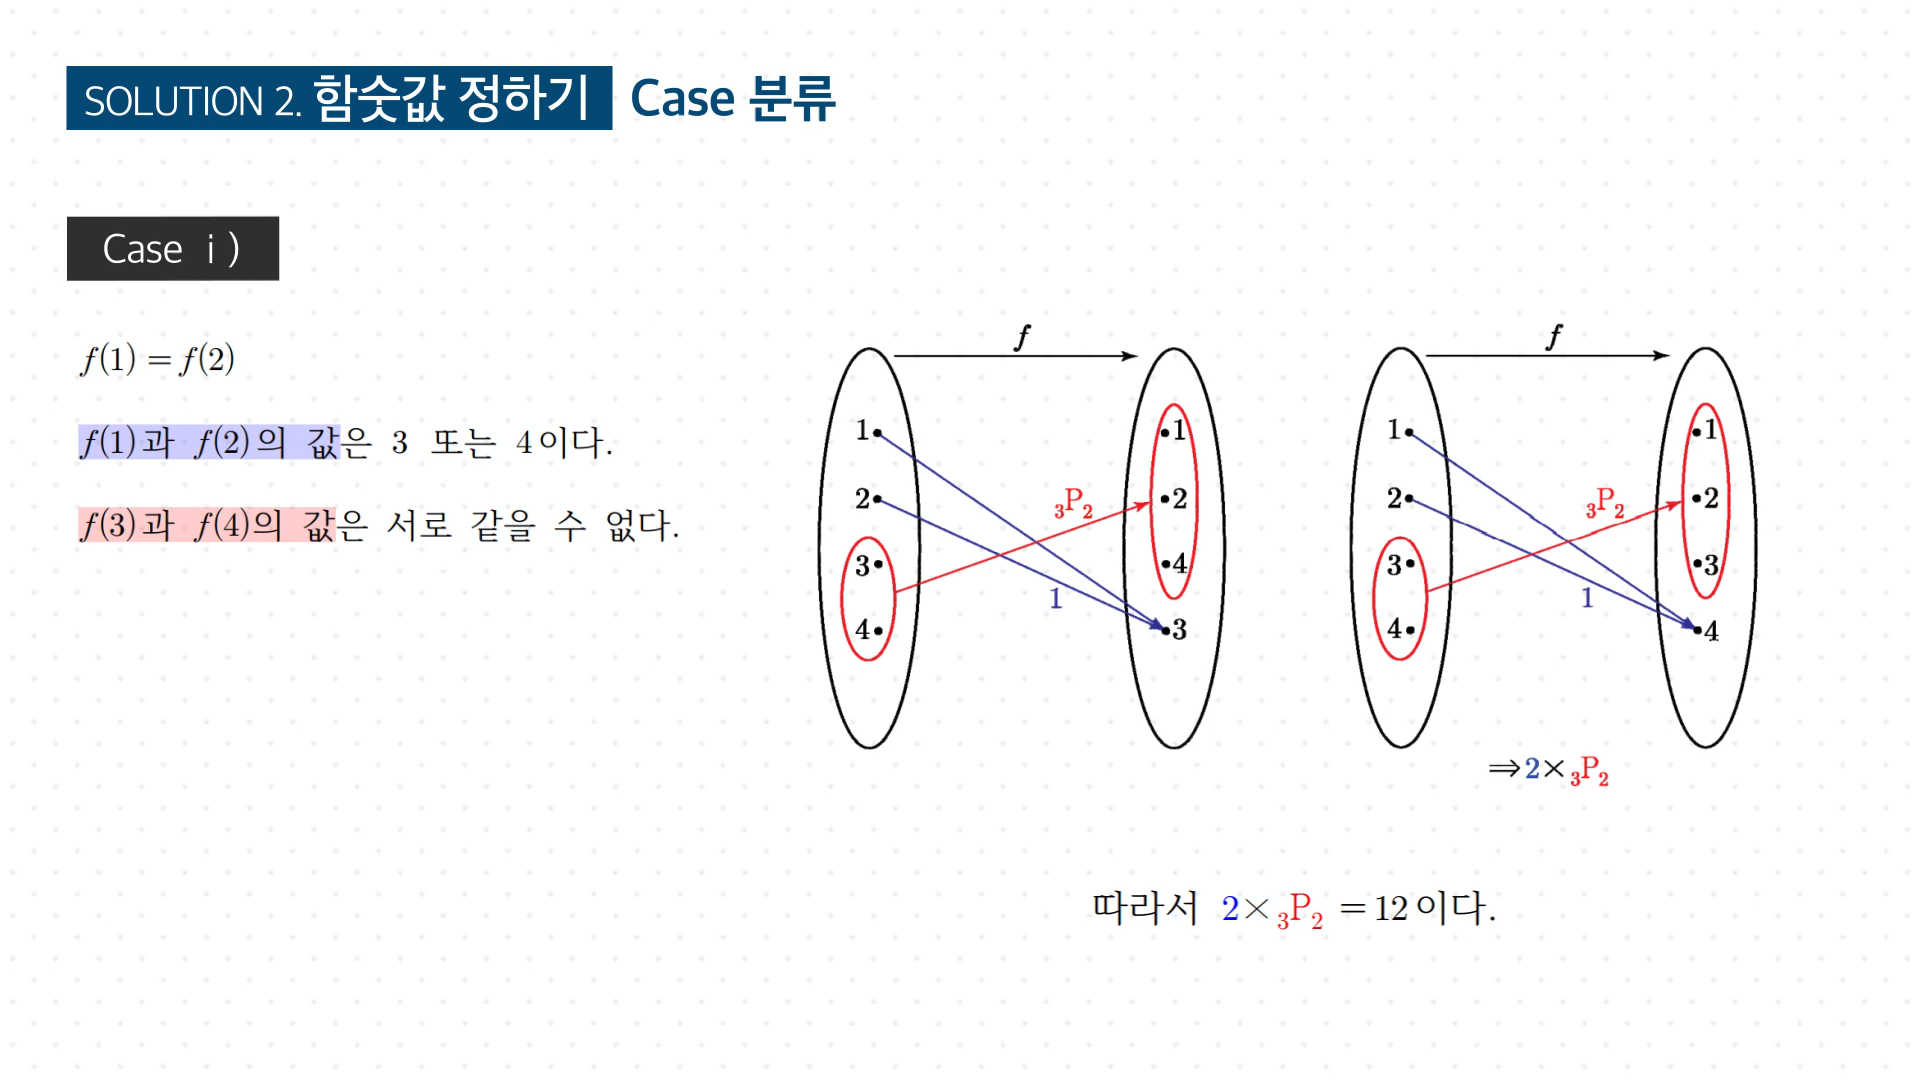 SOLUTION 2. 함숫값 정하기 Case 분류
Case ⅰ)
f(1)=f(2)
f(1)과 f(2)의 값은 3 또는 4이다.
f(3)과 f(4)의 값은 서로 같을 수 없다.
f
1
2
3
4
₃P₂
1
1
2
4
3
f
1
2
3
4
₃P₂
1
1
2
3
4
⇒2×₃P₂
따라서 2×₃P₂=12이다.